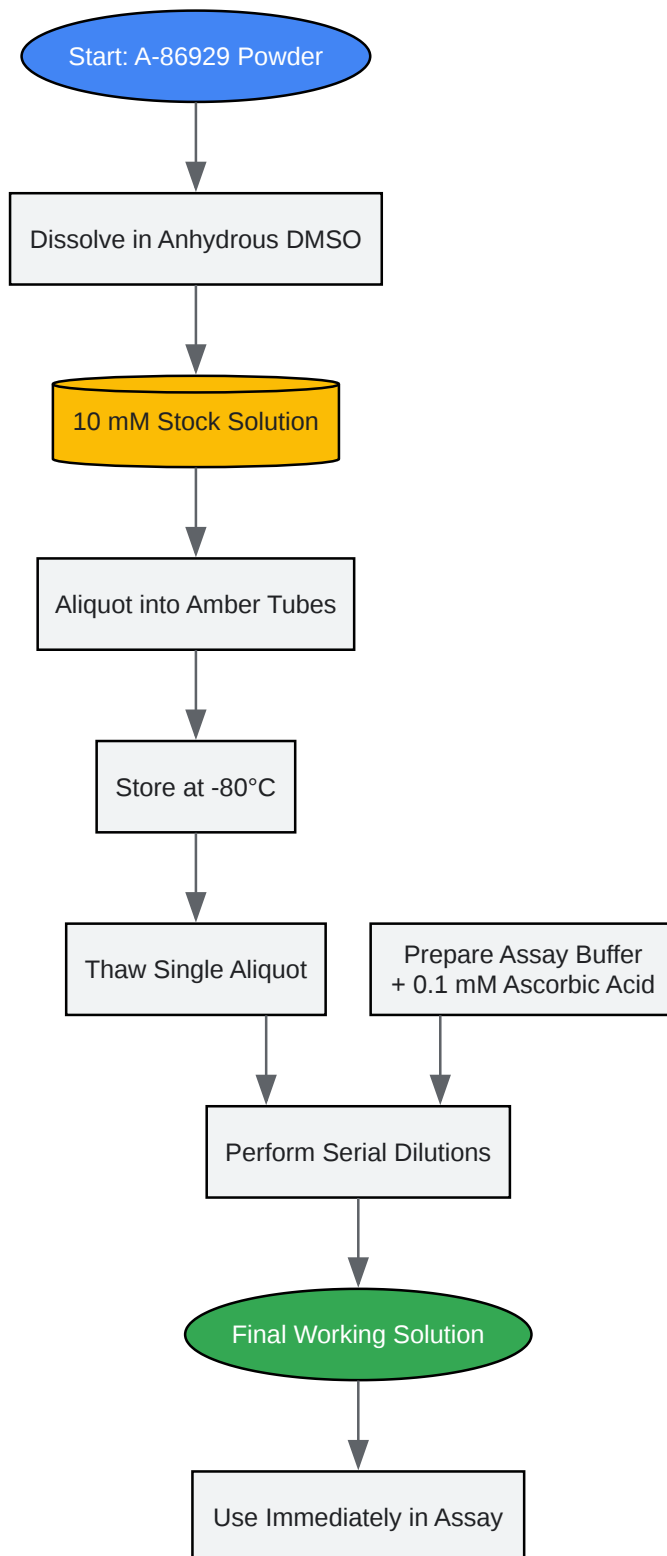 Start: A-86929 Powder
Dissolve in Anhydrous DMSO
10 mM Stock Solution
Aliquot into Amber Tubes
Store at -80°C
Thaw Single Aliquot
Prepare Assay Buffer
+ 0.1 mM Ascorbic Acid
Perform Serial Dilutions
Final Working Solution
Use Immediately in Assay